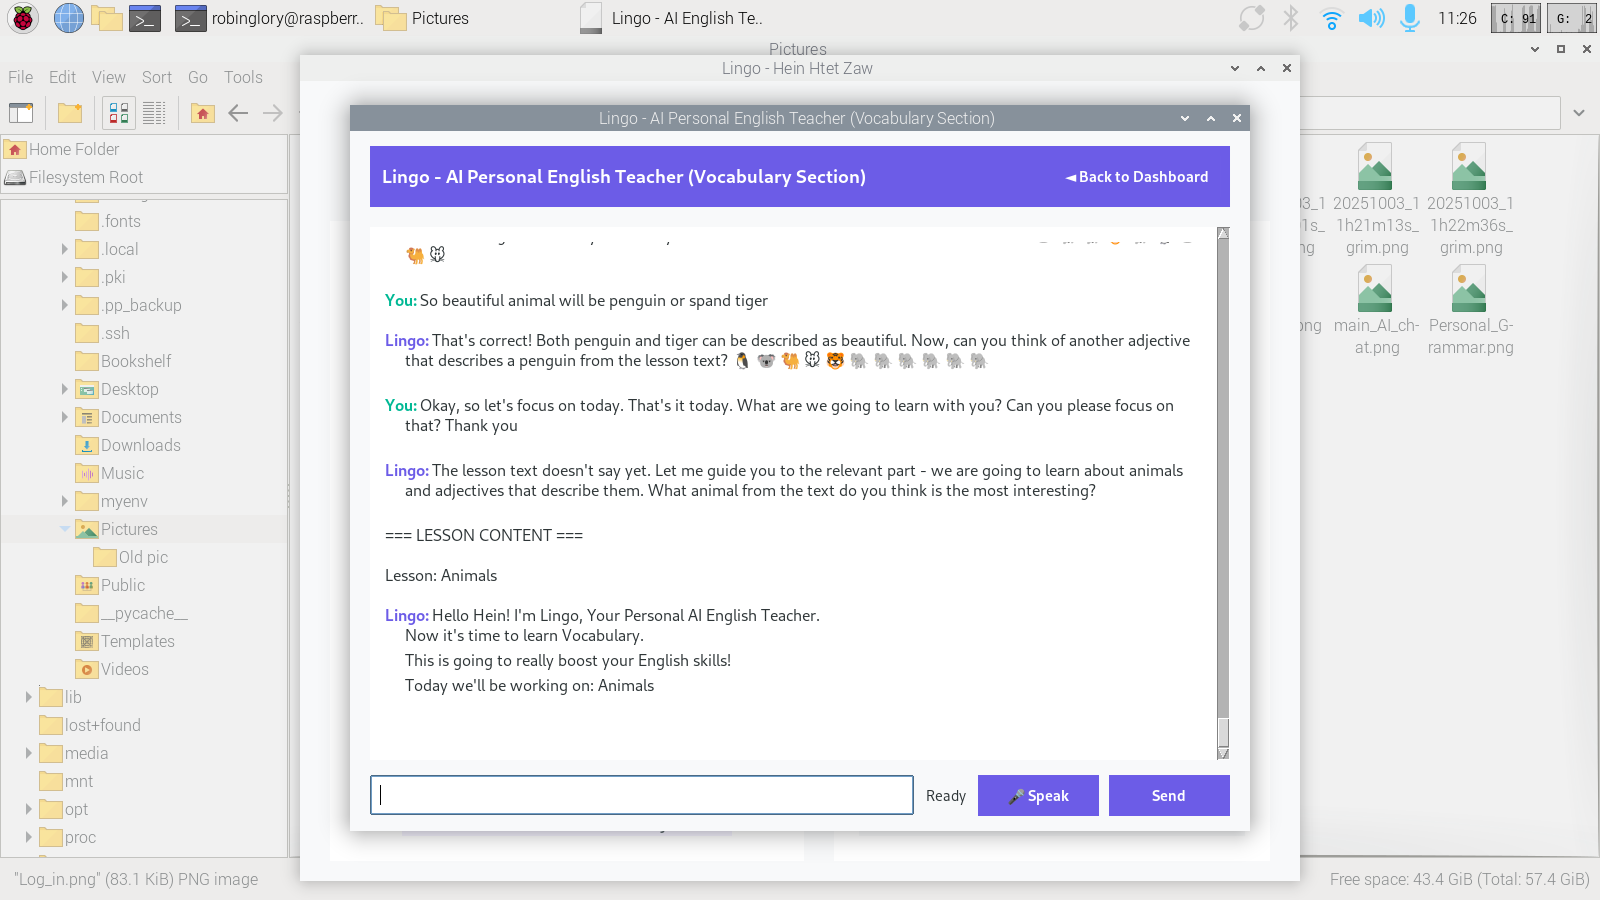 robinglory@raspberr..
Pictures
Lingo - AI English Te..
11:26
C: 91
G: 2
Pictures
File Edit View Sort Go Tools
Lingo - Hein Htet Zaw
Lingo - AI Personal English Teacher (Vocabulary Section)
Lingo - AI Personal English Teacher (Vocabulary Section)
◄ Back to Dashboard
Home Folder
Filesystem Root
.fonts
.local
.pki
.pp_backup
.ssh
Bookshelf
Desktop
Documents
Downloads
Music
myenv
Pictures
Old pic
Public
__pycache__
Templates
Videos
lib
lost+found
media
mnt
opt
proc
You: So beautiful animal will be penguin or spand tiger
Lingo: That's correct! Both penguin and tiger can be described as beautiful. Now, can you think of another adjective
that describes a penguin from the lesson text?
You: Okay, so let's focus on today. That's it today. What are we going to learn with you? Can you please focus on
that? Thank you
Lingo: The lesson text doesn't say yet. Let me guide you to the relevant part - we are going to learn about animals
and adjectives that describe them. What animal from the text do you think is the most interesting?
=== LESSON CONTENT ===
Lesson: Animals
Lingo: Hello Hein! I'm Lingo, Your Personal AI English Teacher.
Now it's time to learn Vocabulary.
This is going to really boost your English skills!
Today we'll be working on: Animals
Ready
Speak
Send
20251003_1
1h21m13s_
grim.png
20251003_1
1h22m36s_
grim.png
main_AI_ch-
at.png
Personal_G-
rammar.png
"Log_in.png" (83.1 KiB) PNG image
Free space: 43.4 GiB (Total: 57.4 GiB)